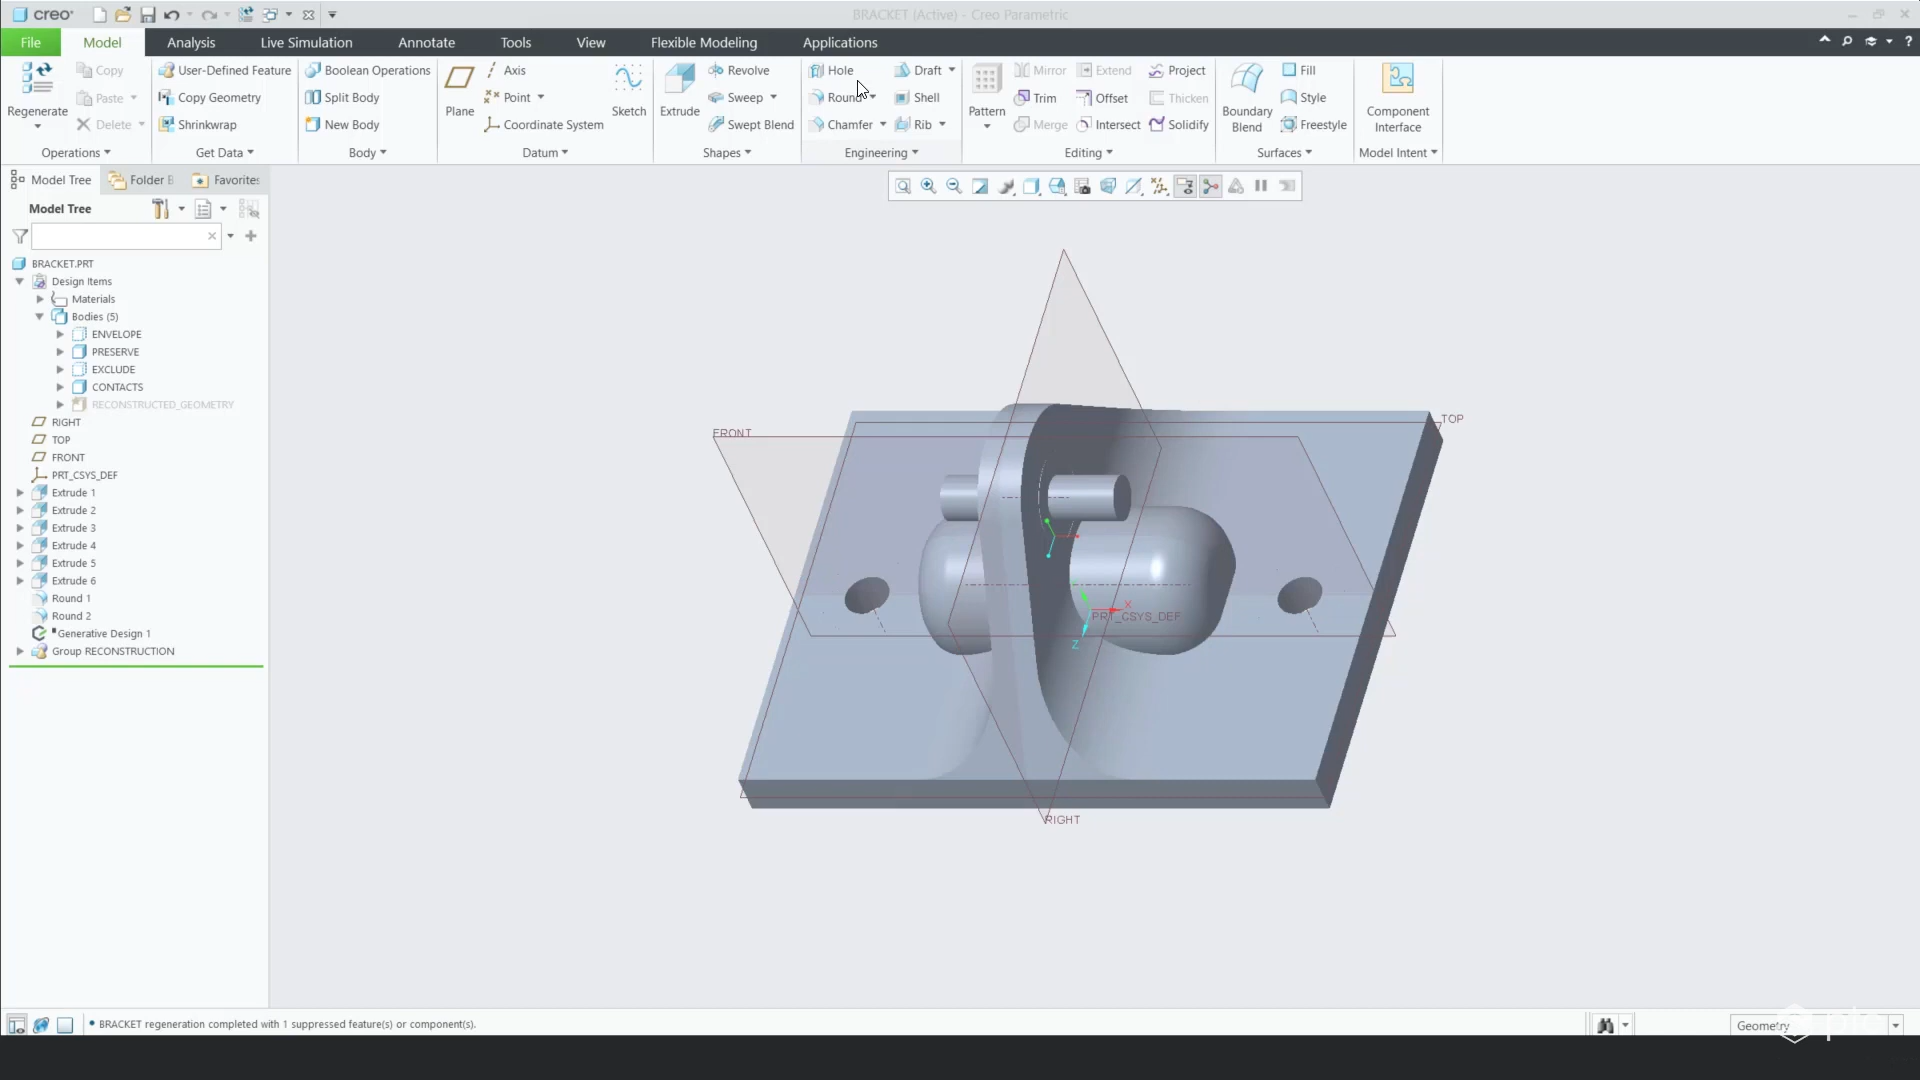 creo
BRACKET (Active) - Creo Parametric
File Model Analysis Live Simulation Annotate Tools View Flexible Modeling Applications
Regenerate
Copy
Paste
Delete
Operations
User-Defined Feature
Copy Geometry
Shrinkwrap
Get Data
Boolean Operations
Split Body
New Body
Body
Plane
Axis
Point
Coordinate System
Sketch
Datum
Extrude
Revolve
Sweep
Swept Blend
Shapes
Hole
Round
Chamfer
Draft
Shell
Rib
Engineering
Pattern
Mirror
Trim
Merge
Extend
Offset
Intersect
Project
Thicken
Solidify
Editing
Boundary
Blend
Fill
Style
Freestyle
Surfaces
Component
Interface
Model Intent
Model Tree
Folder B
Favorites
Model Tree
BRACKET.PRT
Design Items
Materials
Bodies (5)
ENVELOPE
PRESERVE
EXCLUDE
CONTACTS
RECONSTRUCTED_GEOMETRY
RIGHT
TOP
FRONT
PRT_CSYS_DEF
Extrude 1
Extrude 2
Extrude 3
Extrude 4
Extrude 5
Extrude 6
Round 1
Round 2
*Generative Design 1
Group RECONSTRUCTION
TOP
FRONT
X
PRT_CSYS_DEF
Z
RIGHT
BRACKET regeneration completed with 1 suppressed feature(s) or component(s).
Geometry
ptc